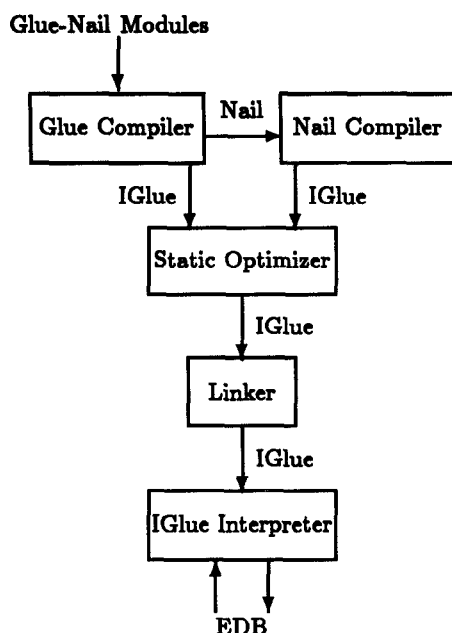 Glue-Nail Modules
Nail
Glue Compiler
Nail Compiler
IGlue
IGlue
Static Optimizer
IGlue
Linker
IGlue
IGlue Interpreter
EDB